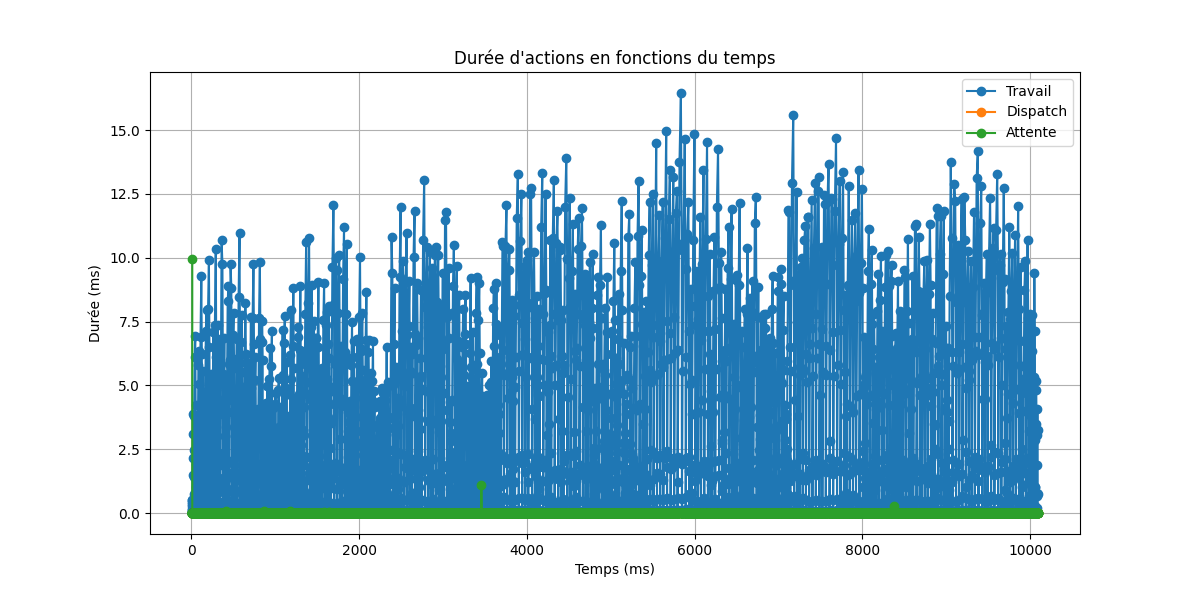 Durée d'actions en fonctions du temps
Travail
Dispatch
Attente
Durée (ms)
15.0
12.5
10.0
7.5
5.0
2.5
0.0
0 2000 4000 6000 8000 10000
Temps (ms)